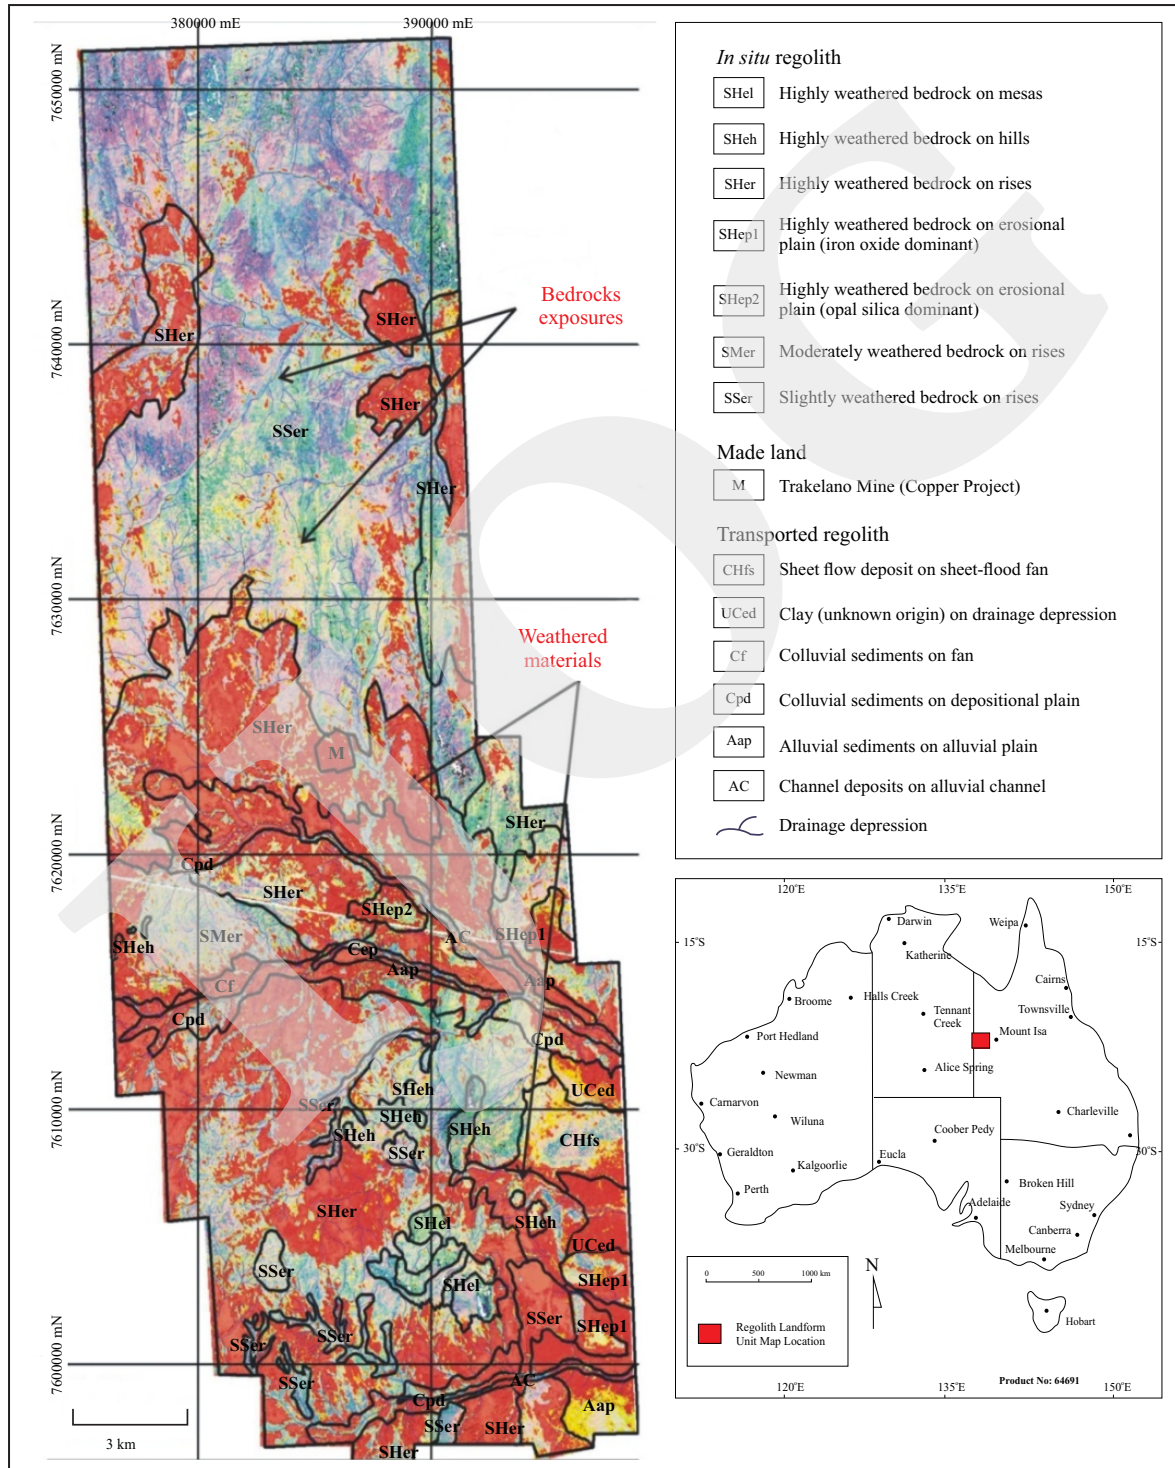 380000 mE
390000 mE
7650000 mN
7640000 mN
7630000 mN
7620000 mN
7610000 mN
7600000 mN
SHer
SHer
Bedrocks
exposures
SHer
SSer
SHer
Weathered
materials
SHer
M
SHer
Cpd
SHer
SHep2
SHeh
SMer
Cep
AC
SHep1
Aap
Cf
Aap
Cpd
Cpd
SHeh
UCed
SSer
SHeh
SHeh
SHeh
SSer
CHfs
SHer
SHel
SHeh
UCed
SSer
SHel
SHep1
SSer
SHep1
SSer
SSer
SSer
AC
Cpd
Aap
SSer
SHer
SHer
3 km
In situ regolith
SHel Highly weathered bedrock on mesas
SHeh Highly weathered bedrock on hills
SHer Highly weathered bedrock on rises
SHep1 Highly weathered bedrock on erosional
plain (iron oxide dominant)
SHep2 Highly weathered bedrock on erosional
plain (opal silica dominant)
SMer Moderately weathered bedrock on rises
SSer Slightly weathered bedrock on rises
Made land
M Trakelano Mine (Copper Project)
Transported regolith
CHfs Sheet flow deposit on sheet-flood fan
UCed Clay (unknown origin) on drainage depression
Cf Colluvial sediments on fan
Cpd Colluvial sediments on depositional plain
Aap Alluvial sediments on alluvial plain
AC Channel deposits on alluvial channel
Drainage depression
120°E 135°E 150°E
15°S
15°S
Darwin
Weipa
Katherine
Cairns
Broome
Halls Creek
Townsville
Tennant
Creek
Mount Isa
Port Hedland
Alice Spring
Newman
Carnarvon
Wiluna
Charleville
Coober Pedy
30°S
Geraldton
Eucla
30°S
Kalgoorlie
Broken Hill
Perth
Adelaide
Sydney
Canberra
Melbourne
Hobart
N
0 500 1000 km
Regolith Landform
Unit Map Location
Product No: 64691
120°E 135°E 150°E